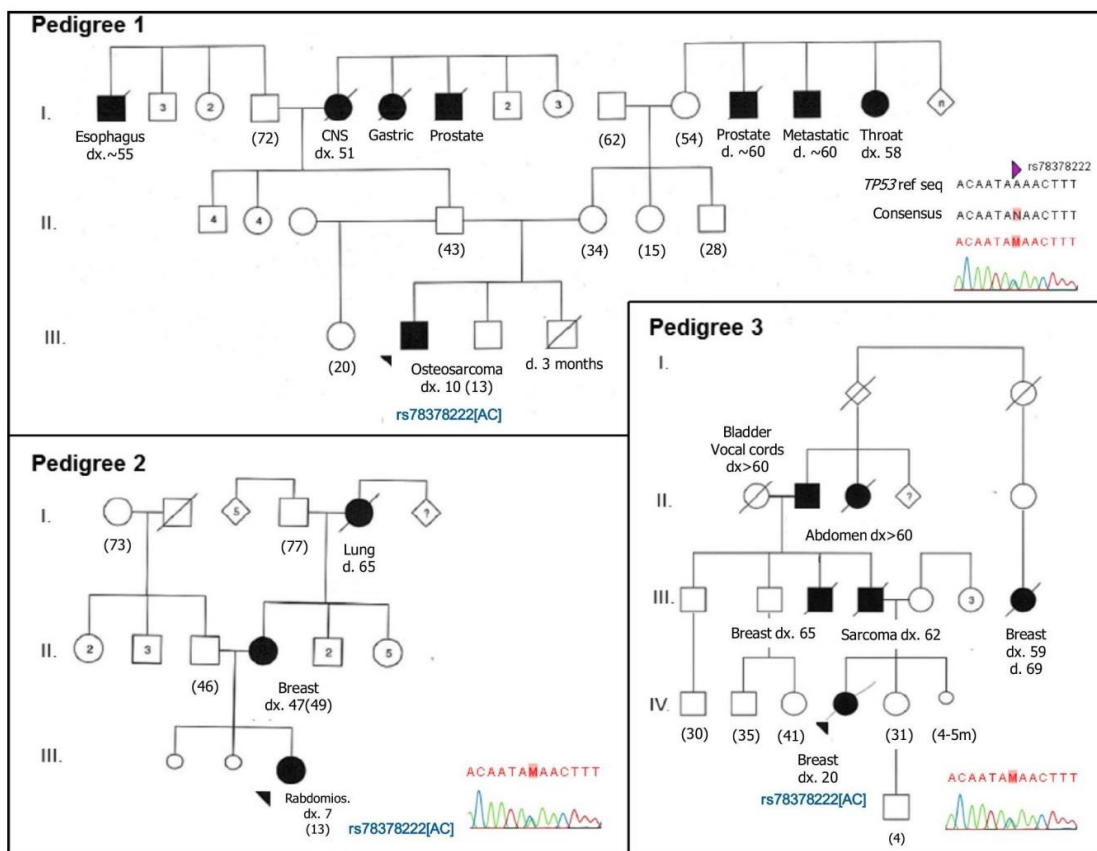 Pedigree 1
I.
3
2
2
3
n
Esophagus
dx.~55
(72)
CNS
dx. 51
Gastric
Prostate
(62)
(54)
Prostate
d. ~60
Metastatic
d. ~60
Throat
dx. 58
rs78378222
TP53 ref seq
ACAATAAAACTTT
Consensus
ACAATANAACTTT
ACAATAMAACTTT
II.
4
4
(43)
(34)
(15)
(28)
III.
(20)
Osteosarcoma
dx. 10 (13)
d. 3 months
rs78378222[AC]
Pedigree 2
I.
5
?
(73)
(77)
Lung
d. 65
II.
2
3
2
5
(46)
Breast
dx. 47(49)
III.
Rabdomios.
dx. 7
(13)
rs78378222[AC]
ACAATAMAACTTT
Pedigree 3
I.
Bladder
Vocal cords
dx>60
II.
?
Abdomen dx>60
III.
3
Breast dx. 65
Sarcoma dx. 62
Breast
dx. 59
d. 69
IV.
(30)
(35)
(41)
(31)
(4-5m)
Breast
dx. 20
rs78378222[AC]
(4)
ACAATAMAACTTT